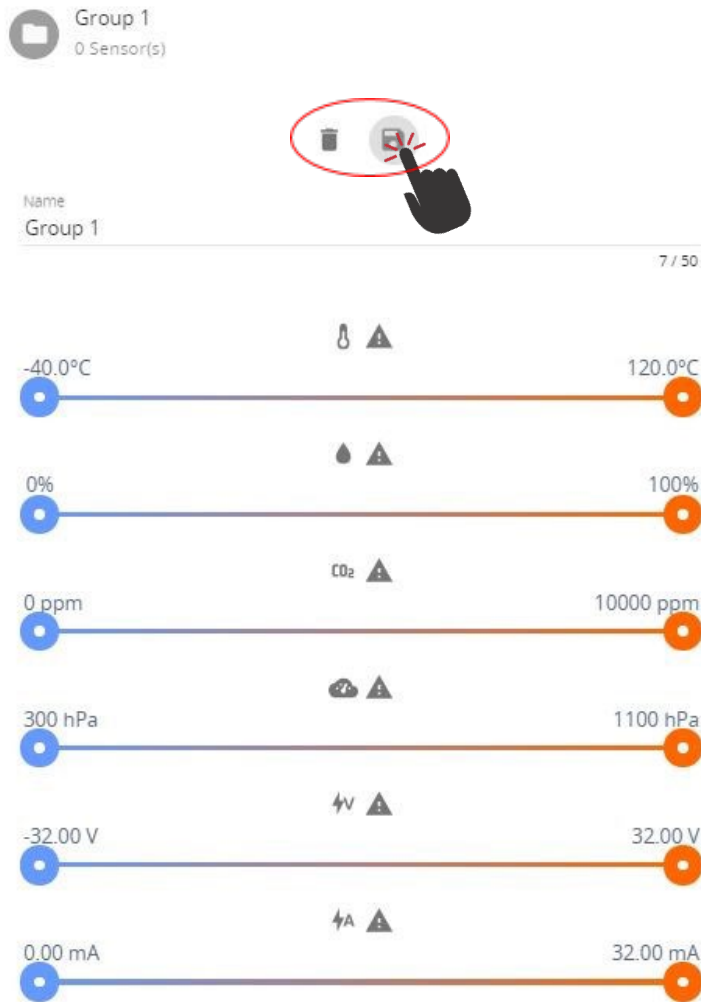 Group 1
0 Sensor(s)
Name
Group 1
7 / 50
-40.0°C 120.0°C
0% 100%
CO₂
0 ppm 10000 ppm
300 hPa 1100 hPa
V
-32.00 V 32.00 V
A
0.00 mA 32.00 mA